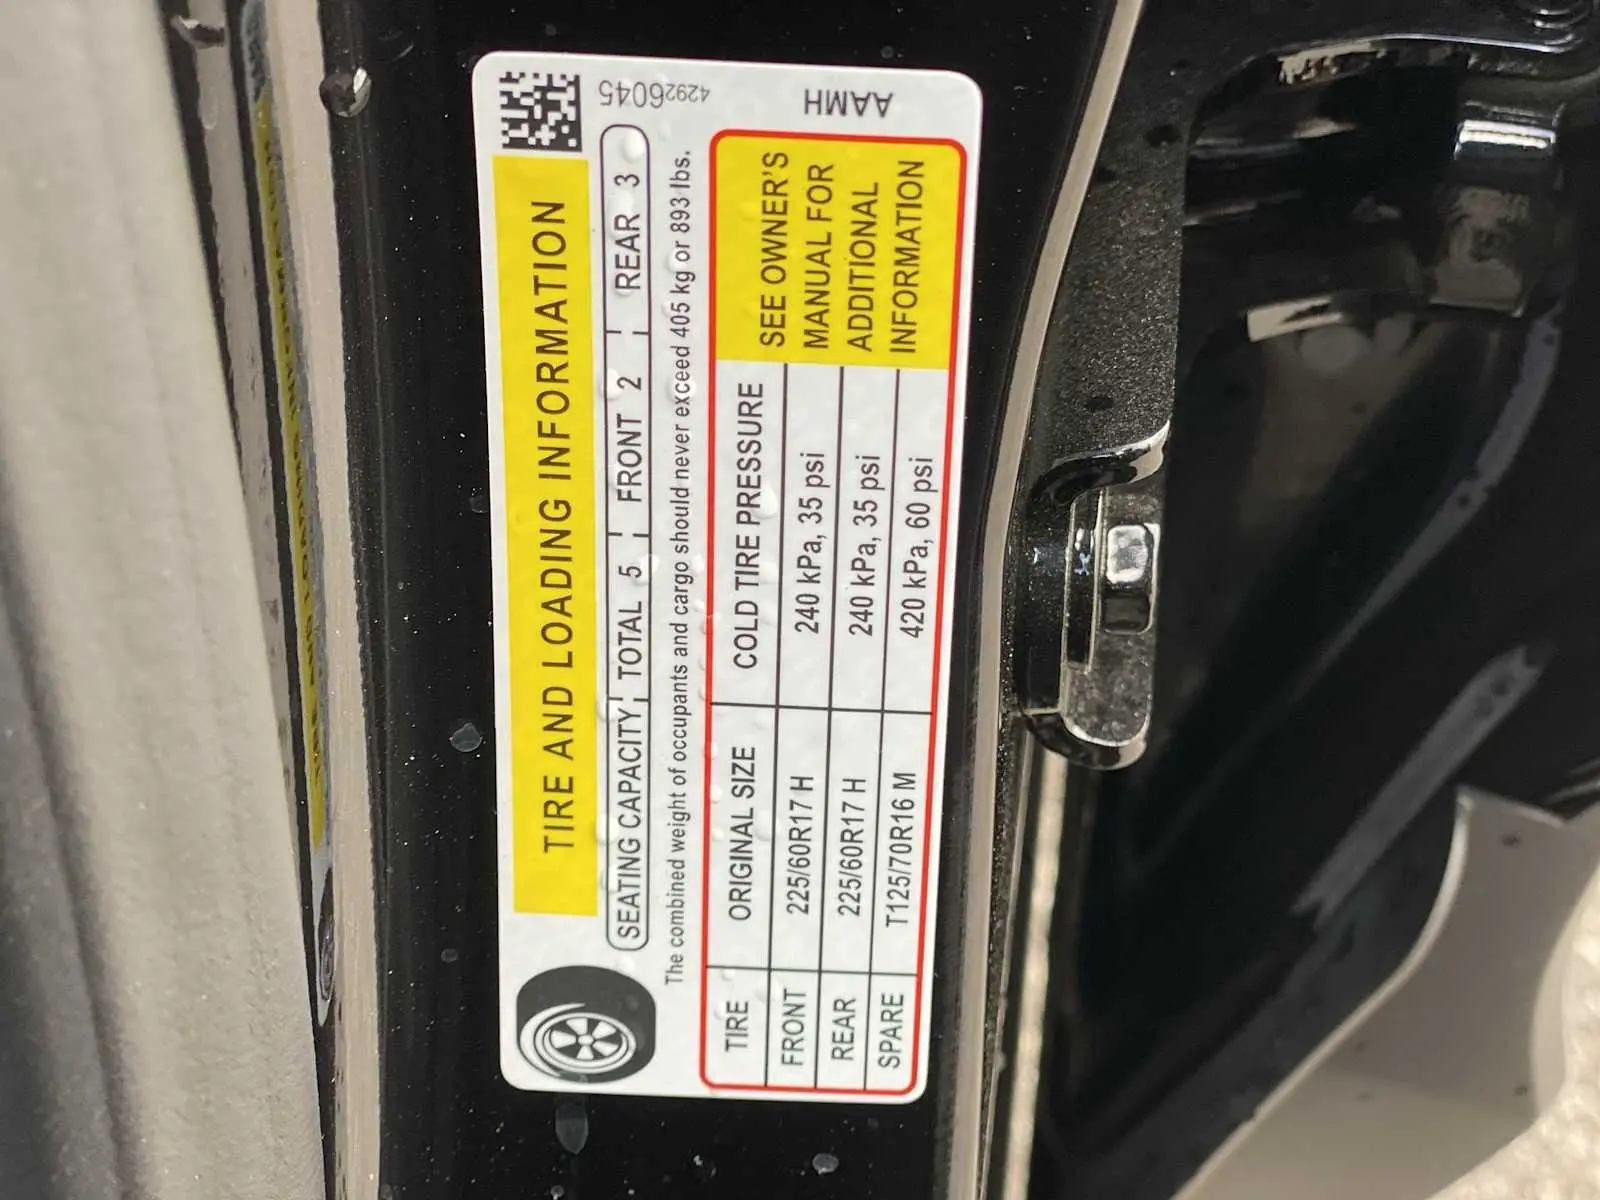 TIRE AND LOADING INFORMATION
SEATING CAPACITY TOTAL 5 FRONT 2 REAR 3
The combined weight of occupants and cargo should never exceed 405 kg or 893 lbs.
TIRE ORIGINAL SIZE COLD TIRE PRESSURE
FRONT 225/60R17 H 240 kPa, 35 psi
REAR 225/60R17 H 240 kPa, 35 psi
SPARE T125/70R16 M 420 kPa, 60 psi
SEE OWNER'S
MANUAL FOR
ADDITIONAL
INFORMATION
42926045
AAMH